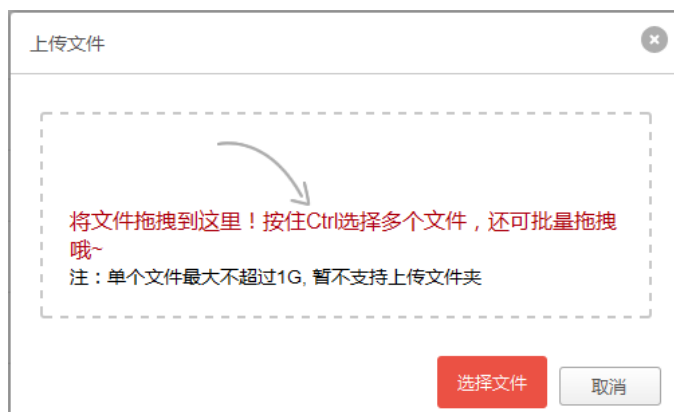 上传文件
将文件拖拽到这里！按住Ctrl选择多个文件，还可批量拖拽
哦~
注：单个文件最大不超过1G, 暂不支持上传文件夹
选择文件
取消